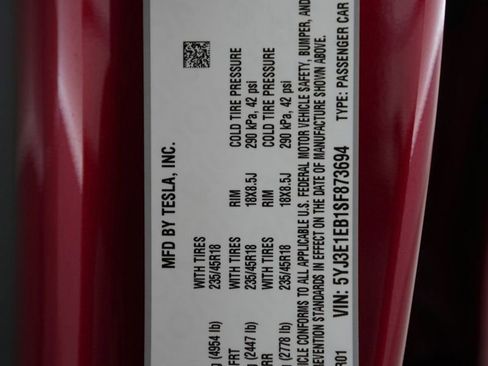 MFD BY TESLA, INC.
g (4954 lb) WITH TIRES 235/45R18
FRT WITH TIRES RIM COLD TIRE PRESSURE
g (2447 lb) 235/45R18 18X8.5J 290 kPa, 42 psi
RR WITH TIRES RIM COLD TIRE PRESSURE
g (2778 lb) 235/45R18 18X8.5J 290 kPa, 42 psi
VEHICLE CONFORMS TO ALL APPLICABLE U.S. FEDERAL MOTOR VEHICLE SAFETY, BUMPER, AND
PREVENTION STANDARDS IN EFFECT ON THE DATE OF MANUFACTURE SHOWN ABOVE.
R01 VIN: 5YJ3E1EB1SF873694 TYPE: PASSENGER CAR